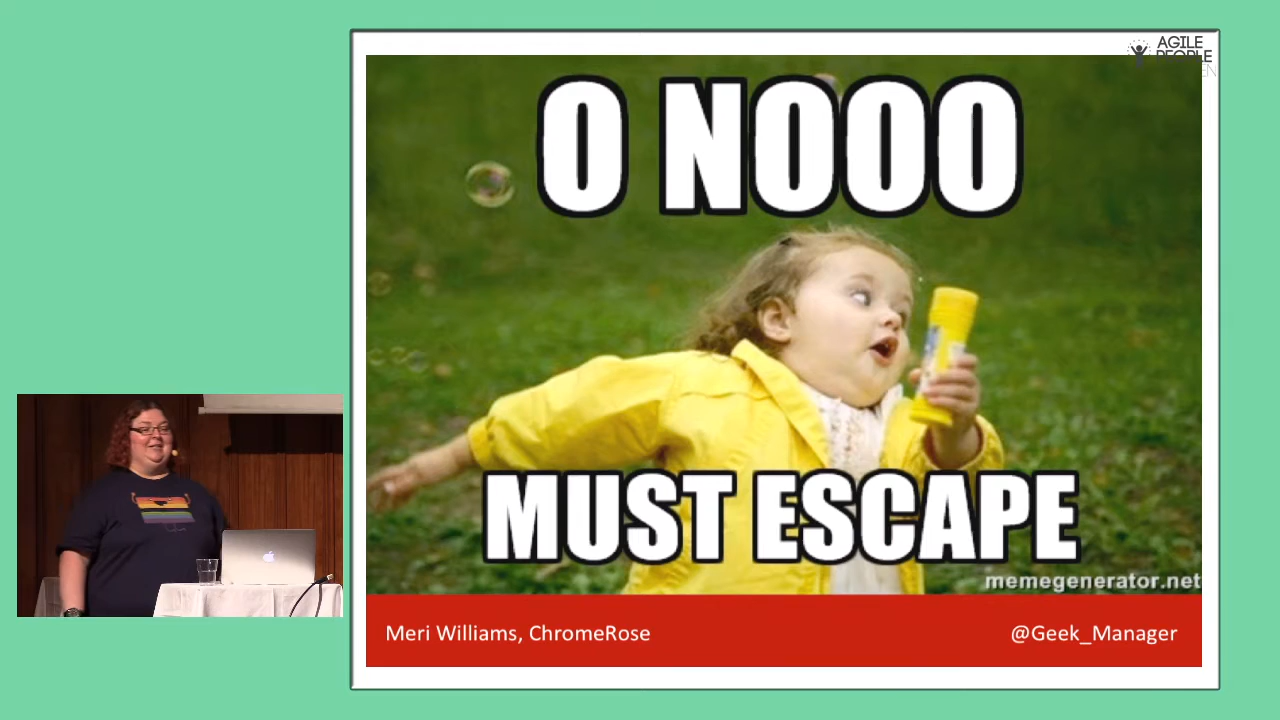 AGILE
PEOPLE
O NOOO
MUST ESCAPE
memegenerator.net
Meri Williams, ChromeRose
@Geek_Manager